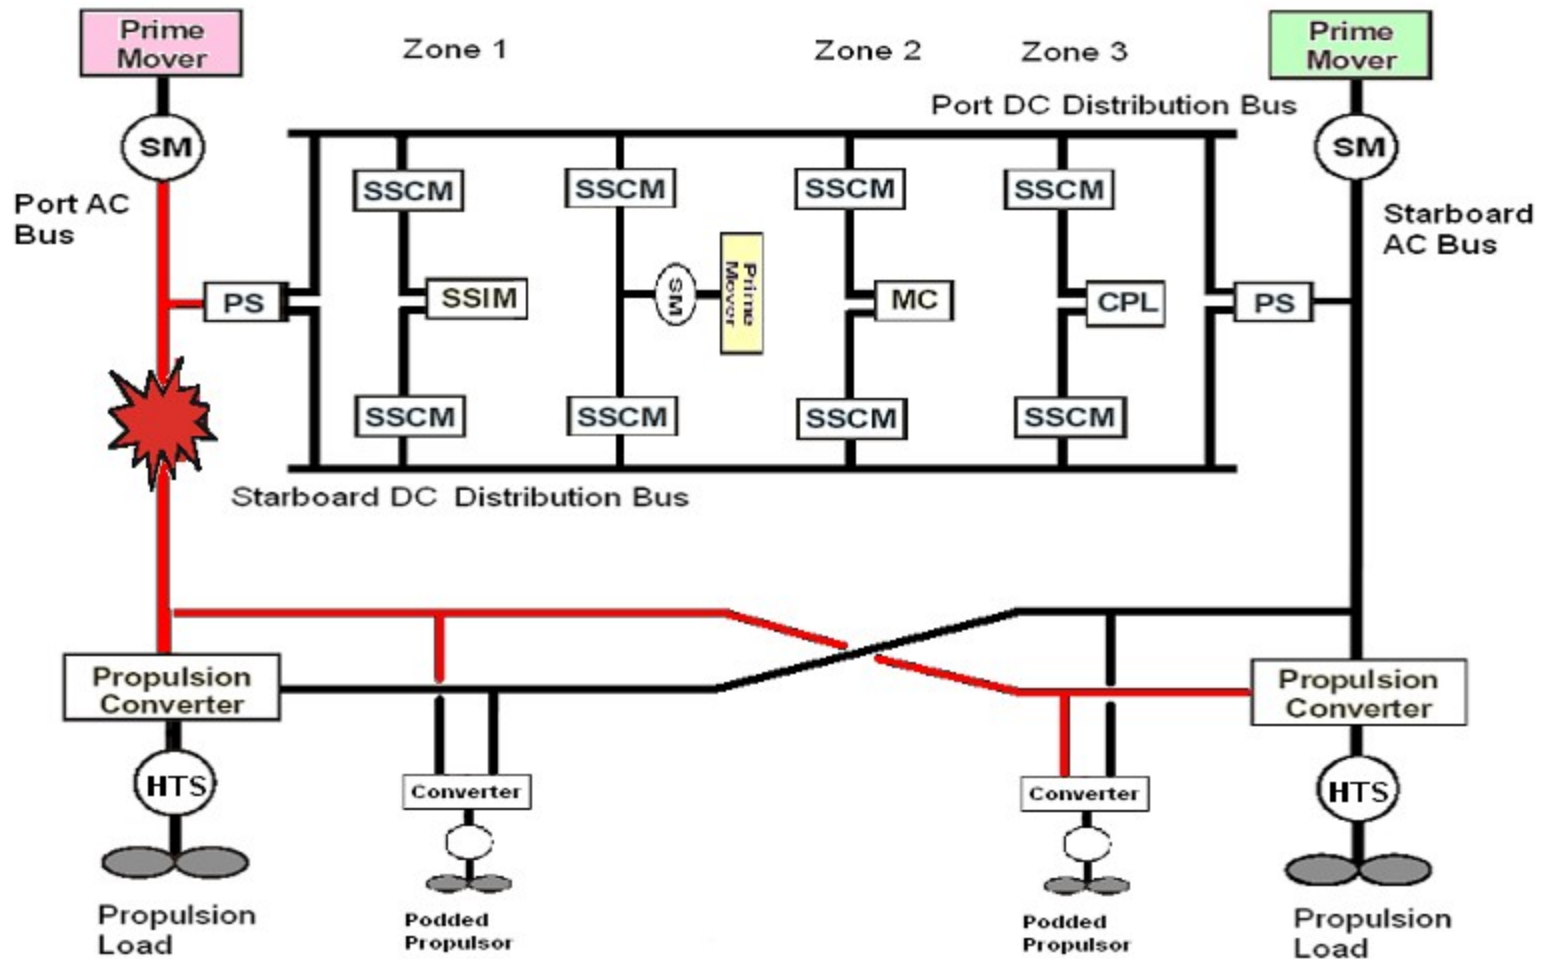 Prime
Mover
Zone 1
Zone 2
Zone 3
Prime
Mover
Port DC Distribution Bus
SM
SM
SSCM
SSCM
SSCM
SSCM
Port AC
Bus
Starboard
AC Bus
PS
SSIM
SM
Prime
Mover
MC
CPL
PS
SSCM
SSCM
SSCM
SSCM
Starboard DC Distribution Bus
Propulsion
Converter
Propulsion
Converter
HTS
Converter
Converter
HTS
Propulsion
Load
Podded
Propulsor
Podded
Propulsor
Propulsion
Load